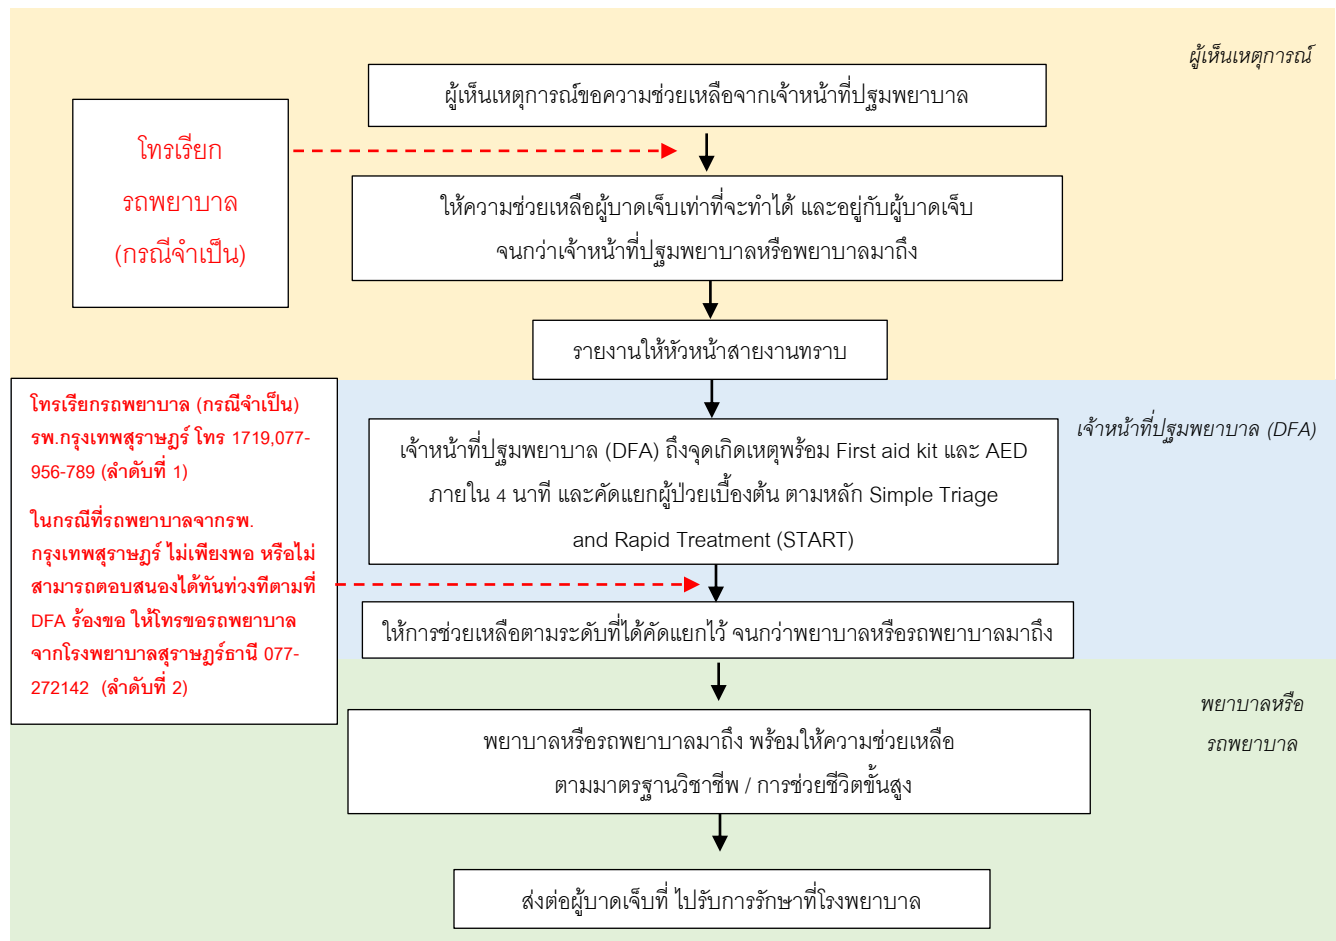 ผู้เห็นเหตุการณ์
ผู้เห็นเหตุการณ์ขอความช่วยเหลือจากเจ้าหน้าที่ปฐมพยาบาล
โทรเรียก
รถพยาบาล
(กรณีจำเป็น)
ให้ความช่วยเหลือผู้บาดเจ็บเท่าที่จะทำได้ และอยู่กับผู้บาดเจ็บ
จนกว่าเจ้าหน้าที่ปฐมพยาบาลหรือพยาบาลมาถึง
รายงานให้หัวหน้าสายงานทราบ
เจ้าหน้าที่ปฐมพยาบาล (DFA)
เจ้าหน้าที่ปฐมพยาบาล (DFA) ถึงจุดเกิดเหตุพร้อม First aid kit และ AED
ภายใน 4 นาที และคัดแยกผู้ป่วยเบื้องต้น ตามหลัก Simple Triage
and Rapid Treatment (START)
โทรเรียกรถพยาบาล (กรณีจำเป็น)
รพ.กรุงเทพสุราษฎร์ โทร 1719,077-
956-789 (ลำดับที่ 1)
ในกรณีที่รถพยาบาลจากรพ.
กรุงเทพสุราษฎร์ ไม่เพียงพอ หรือไม่
สามารถตอบสนองได้ทันท่วงทีตามที่
DFA ร้องขอ ให้โทรขอรถพยาบาล
จากโรงพยาบาลสุราษฎร์ธานี 077-
272142 (ลำดับที่ 2)
ให้การช่วยเหลือตามระดับที่ได้คัดแยกไว้ จนกว่าพยาบาลหรือรถพยาบาลมาถึง
พยาบาลหรือ
รถพยาบาล
พยาบาลหรือรถพยาบาลมาถึง พร้อมให้ความช่วยเหลือ
ตามมาตรฐานวิชาชีพ / การช่วยชีวิตขั้นสูง
ส่งต่อผู้บาดเจ็บที่ ไปรับการรักษาที่โรงพยาบาล